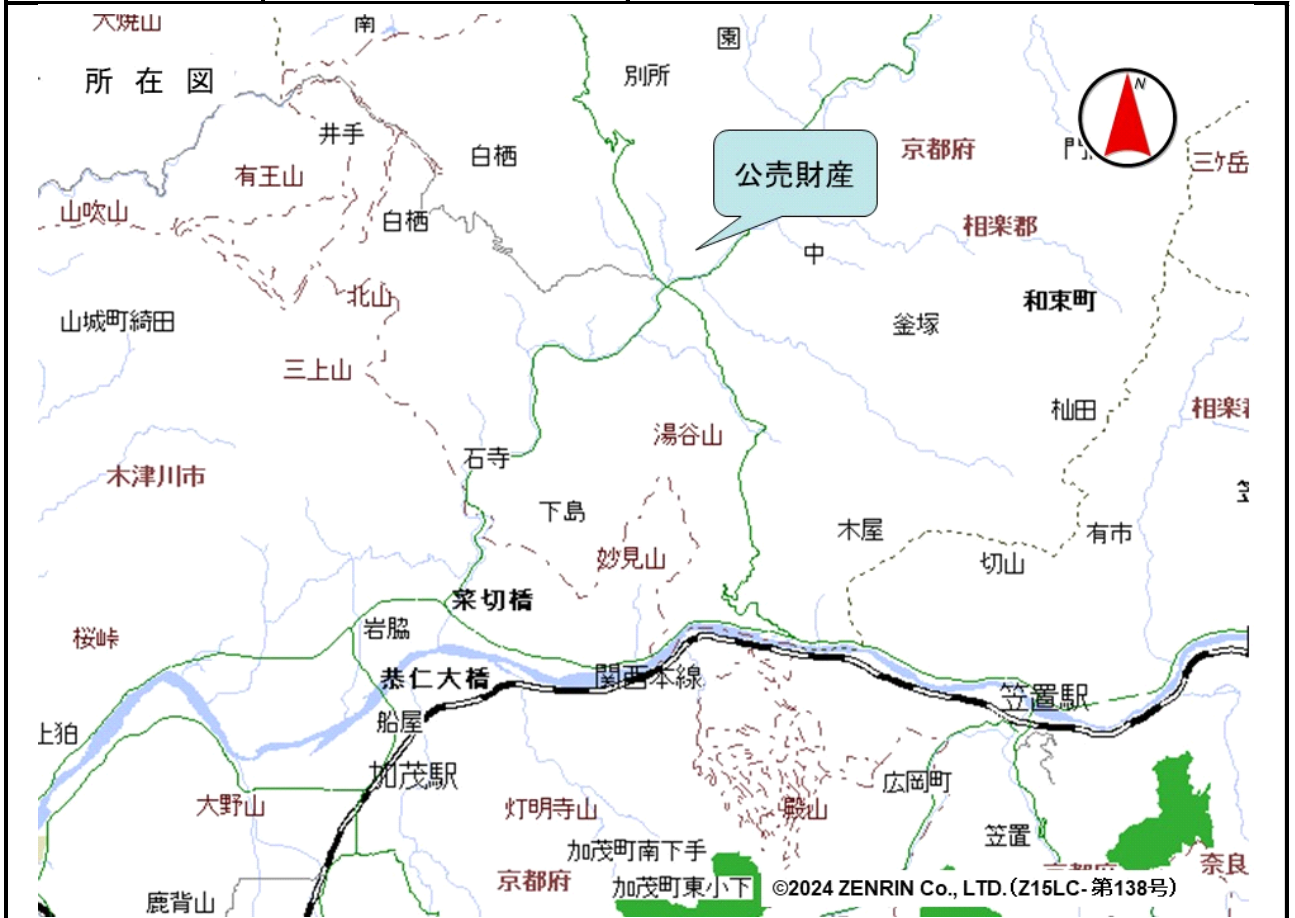 大焼山
南
園
所在図
別所
N
井手
白栖
京都府
三ケ岳
有王山
公売財産
山吹山
白栖
相楽郡
中
北山
和束町
山城町綺田
釜塚
三上山
杣田
相楽
湯谷山
石寺
木津川市
下島
木屋
有市
妙見山
切山
菜切橋
岩脇
桜峠
恭仁大橋
関西本線
笠置駅
船屋
上狛
加茂駅
広岡町
大野山
灯明寺山
殿山
笠置
加茂町南下手
奈良
京都府
加茂町東小下
©2024 ZENRIN Co., LTD.(Z15LC-第138号)
鹿背山